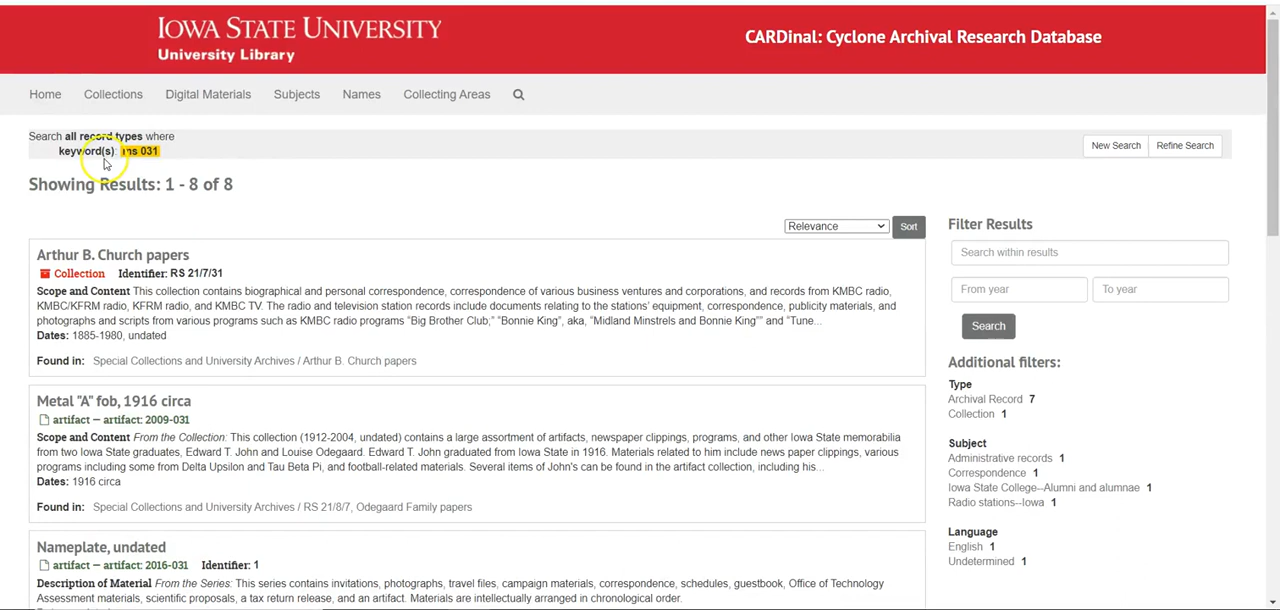 IOWA STATE UNIVERSITY
University Library
CARDinal: Cyclone Archival Research Database
Home Collections Digital Materials Subjects Names Collecting Areas
Search all record types where
keyword(s): ms 031
New Search Refine Search
Showing Results: 1 - 8 of 8
Relevance Sort
Arthur B. Church papers
Collection Identifier: RS 21/7/31
Scope and Content This collection contains biographical and personal correspondence, correspondence of various business ventures and corporations, and records from KMBC radio,
KMBC/KFRM radio, KFRM radio, and KMBC TV. The radio and television station records include documents relating to the stations' equipment, correspondence, publicity materials, and
photographs and scripts from various programs such as KMBC radio programs "Big Brother Club," "Bonnie King", aka, "Midland Minstrels and Bonnie King"" and "Tune...
Dates: 1885-1980, undated
Found in: Special Collections and University Archives / Arthur B. Church papers
Metal "A" fob, 1916 circa
artifact — artifact: 2009-031
Scope and Content From the Collection: This collection (1912-2004, undated) contains a large assortment of artifacts, newspaper clippings, programs, and other Iowa State memorabilia
from two Iowa State graduates, Edward T. John and Louise Odegaard. Edward T. John graduated from Iowa State in 1916. Materials related to him include news paper clippings, various
programs including some from Delta Upsilon and Tau Beta Pi, and football-related materials. Several items of John's can be found in the artifact collection, including his...
Dates: 1916 circa
Found in: Special Collections and University Archives / RS 21/8/7, Odegaard Family papers
Nameplate, undated
artifact — artifact: 2016-031 Identifier: 1
Description of Material From the Series: This series contains invitations, photographs, travel files, campaign materials, correspondence, schedules, guestbook, Office of Technology
Assessment materials, scientific proposals, a tax return release, and an artifact. Materials are intellectually arranged in chronological order.
Filter Results
Search within results
From year To year
Search
Additional filters:
Type
Archival Record 7
Collection 1
Subject
Administrative records 1
Correspondence 1
Iowa State College--Alumni and alumnae 1
Radio stations--Iowa 1
Language
English 1
Undetermined 1